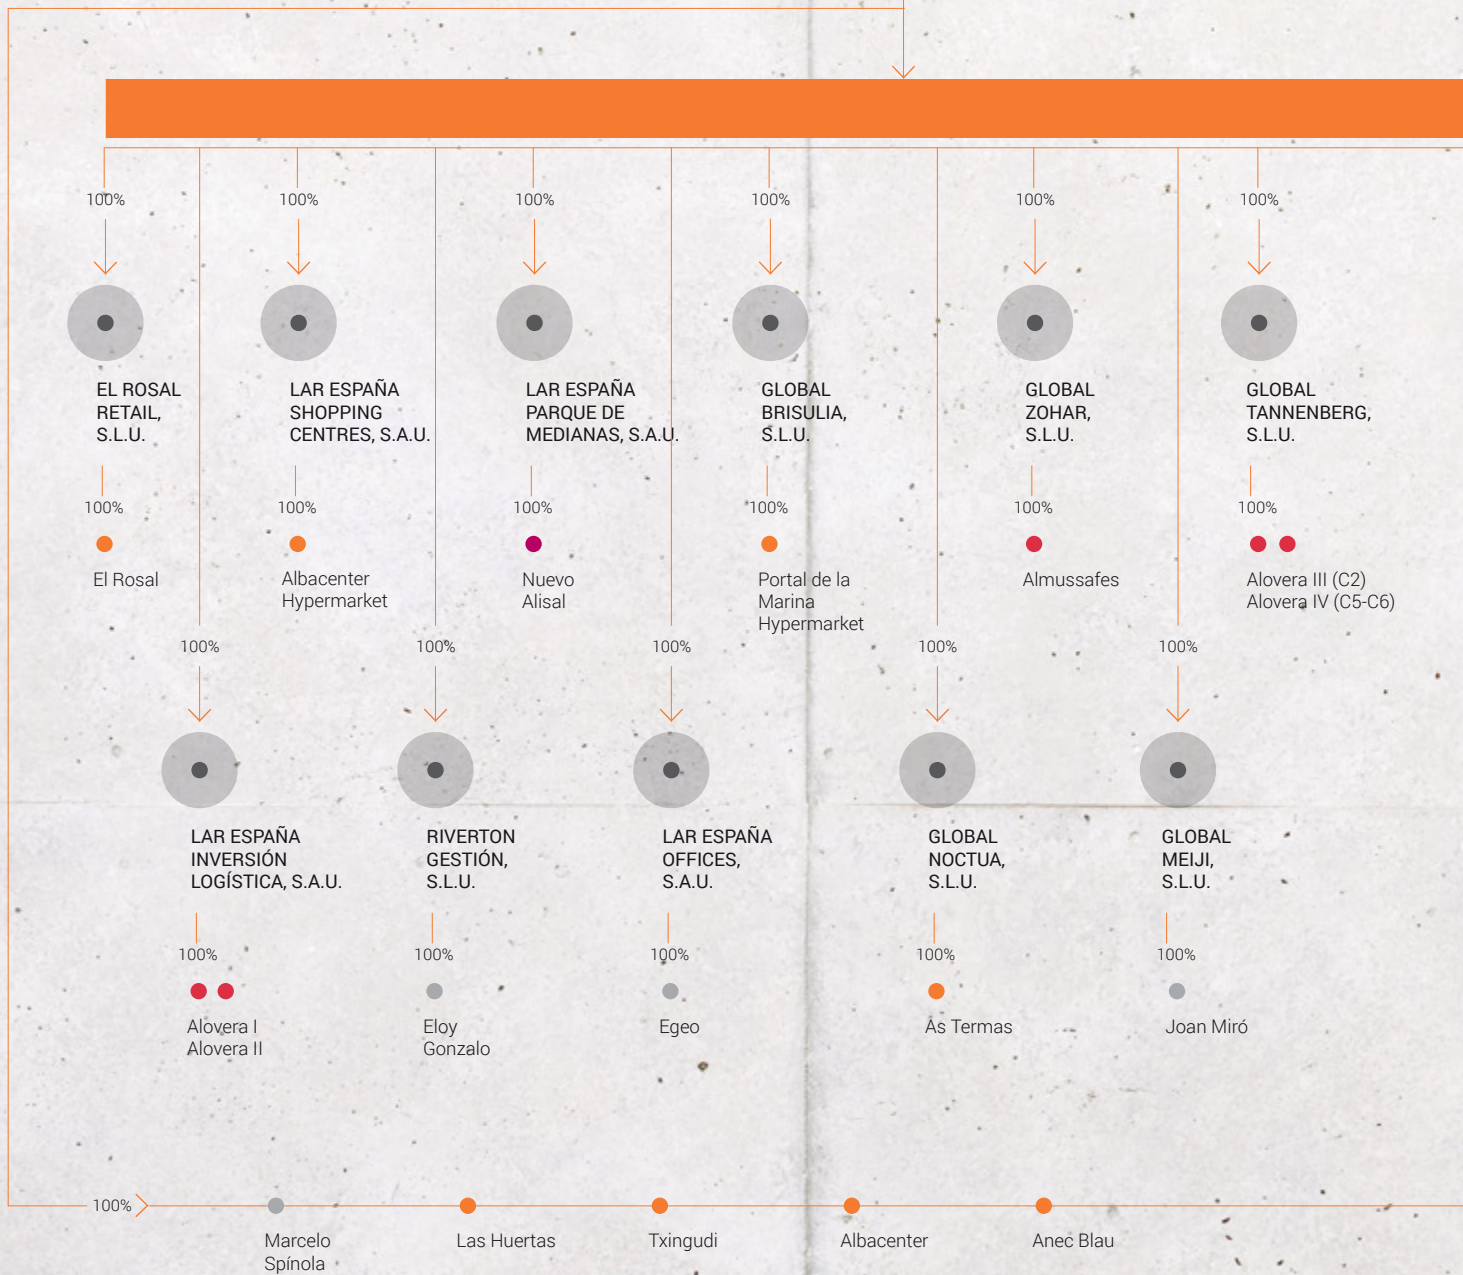 100%
100%
100%
100%
100%
100%
EL ROSAL
RETAIL,
S.L.U.
LAR ESPAÑA
SHOPPING
CENTRES, S.A.U.
LAR ESPAÑA
PARQUE DE
MEDIANAS, S.A.U.
GLOBAL
BRISULIA,
S.L.U.
GLOBAL
ZOHAR,
S.L.U.
GLOBAL
TANNENBERG,
S.L.U.
100%
100%
100%
100%
100%
100%
El Rosal
Albacenter
Hypermarket
Nuevo
Alisal
Portal de la
Marina
Hypermarket
Almussafes
Alovera III (C2)
Alovera IV (C5-C6)
100%
100%
100%
100%
100%
LAR ESPAÑA
INVERSIÓN
LOGÍSTICA, S.A.U.
RIVERTON
GESTIÓN,
S.L.U.
LAR ESPAÑA
OFFICES,
S.A.U.
GLOBAL
NOCTUA,
S.L.U.
GLOBAL
MEIJI,
S.L.U.
100%
100%
100%
100%
100%
Alovera I
Alovera II
Eloy
Gonzalo
Egeo
As Termas
Joan Miró
100%
Marcelo
Spínola
Las Huertas
Txingudi
Albacenter
Anec Blau